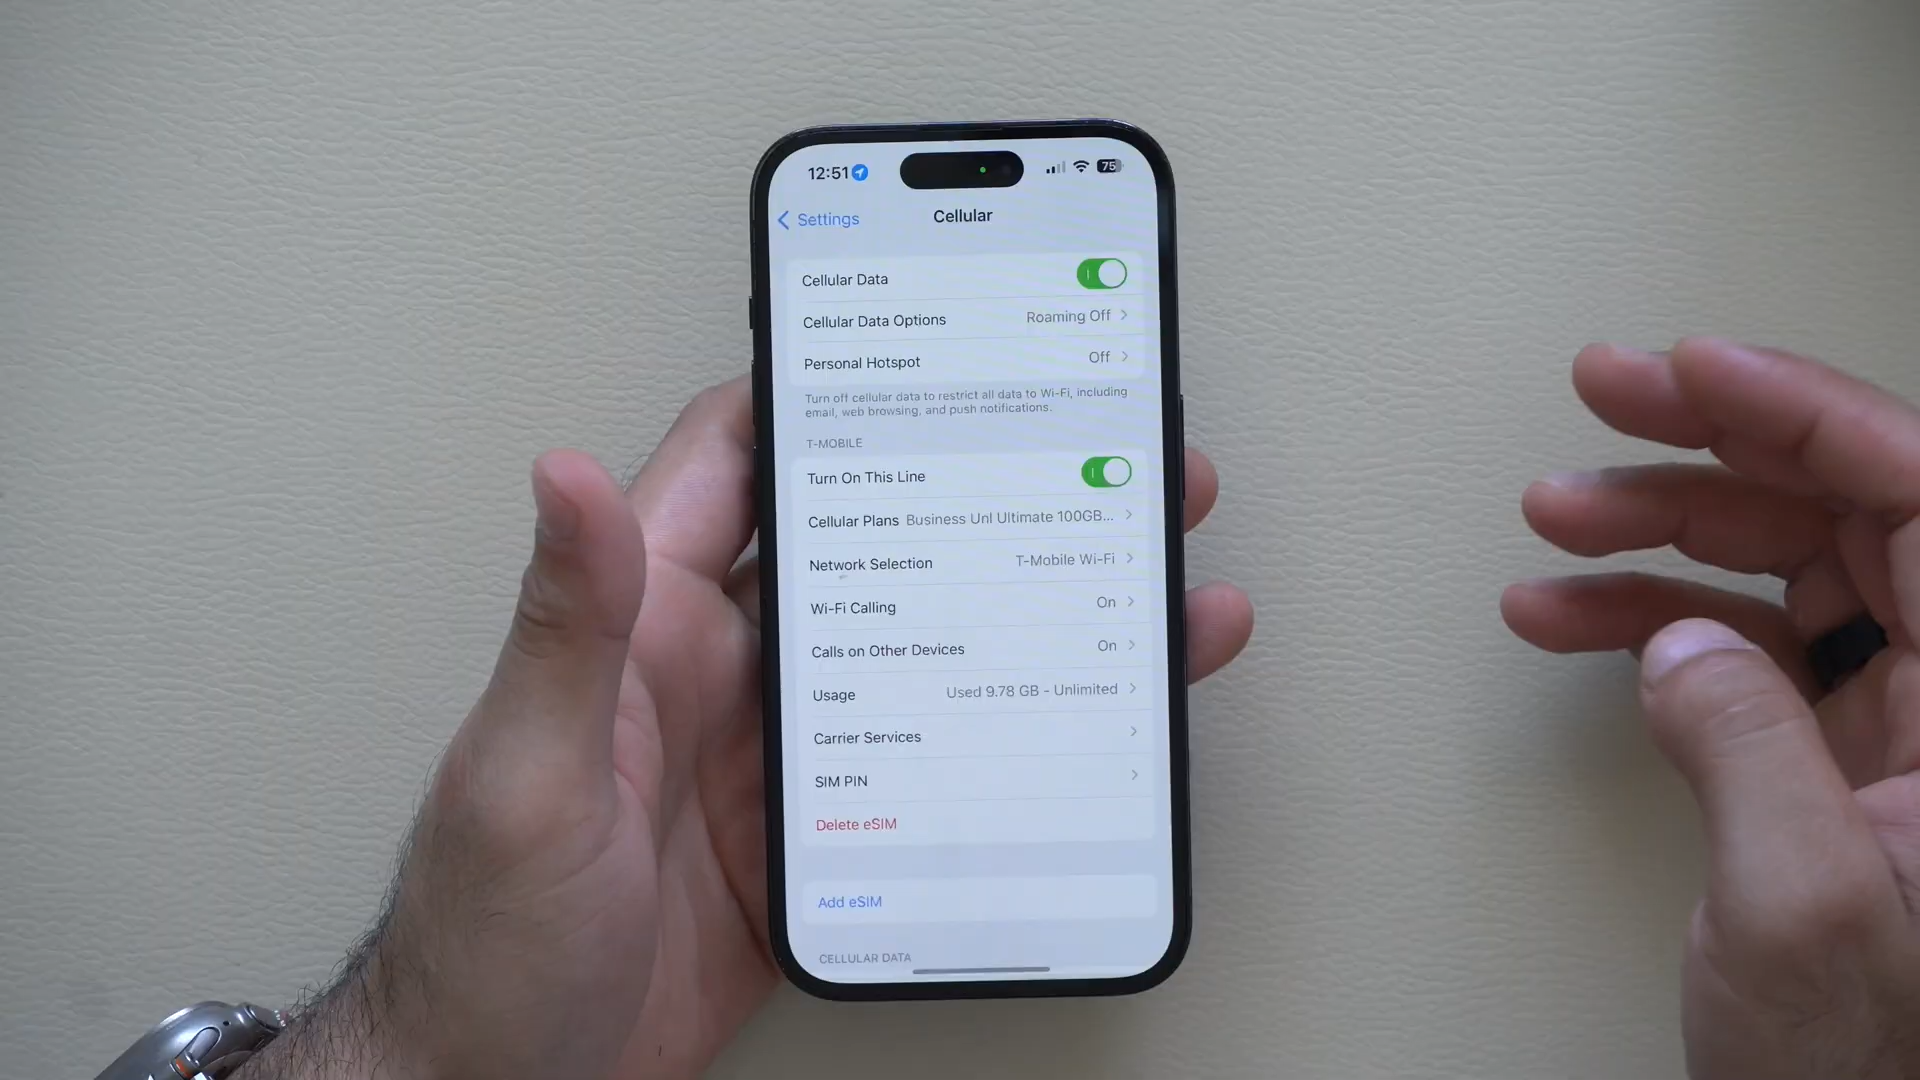 12:51
75
Settings
Cellular
Cellular Data
Cellular Data Options Roaming Off
Personal Hotspot Off
Turn off cellular data to restrict all data to Wi-Fi, including
email, web browsing, and push notifications.
T-MOBILE
Turn On This Line
Cellular Plans Business Unl Ultimate 100GB...
Network Selection T-Mobile Wi-Fi
Wi-Fi Calling On
Calls on Other Devices On
Usage Used 9.78 GB - Unlimited
Carrier Services
SIM PIN
Delete eSIM
Add eSIM
CELLULAR DATA